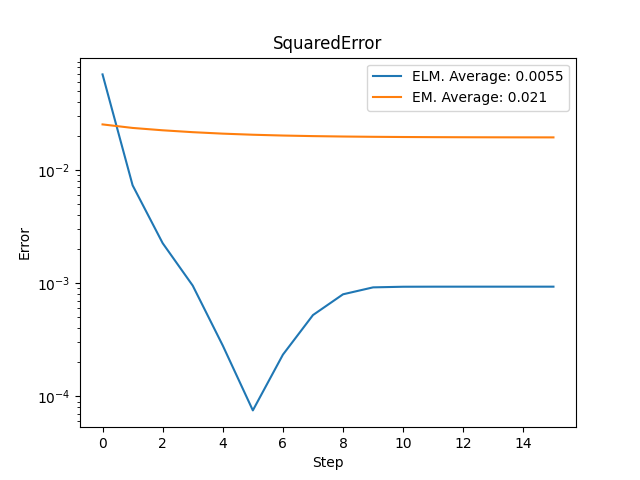 SquaredError
ELM. Average: 0.0055
EM. Average: 0.021
Error
10⁻²
10⁻³
10⁻⁴
0 2 4 6 8 10 12 14
Step